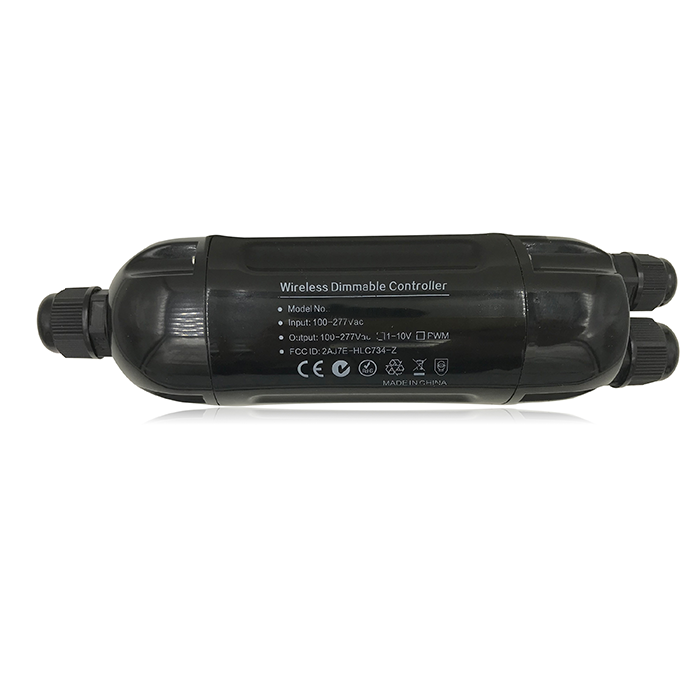 Wireless Dimmable Controller
Model No.
Input: 100-277Vac
Output: 100-277Vac 1-10V PWM
FCC ID: 2AJ7E-HLC734-Z
CE
MADE IN CHINA